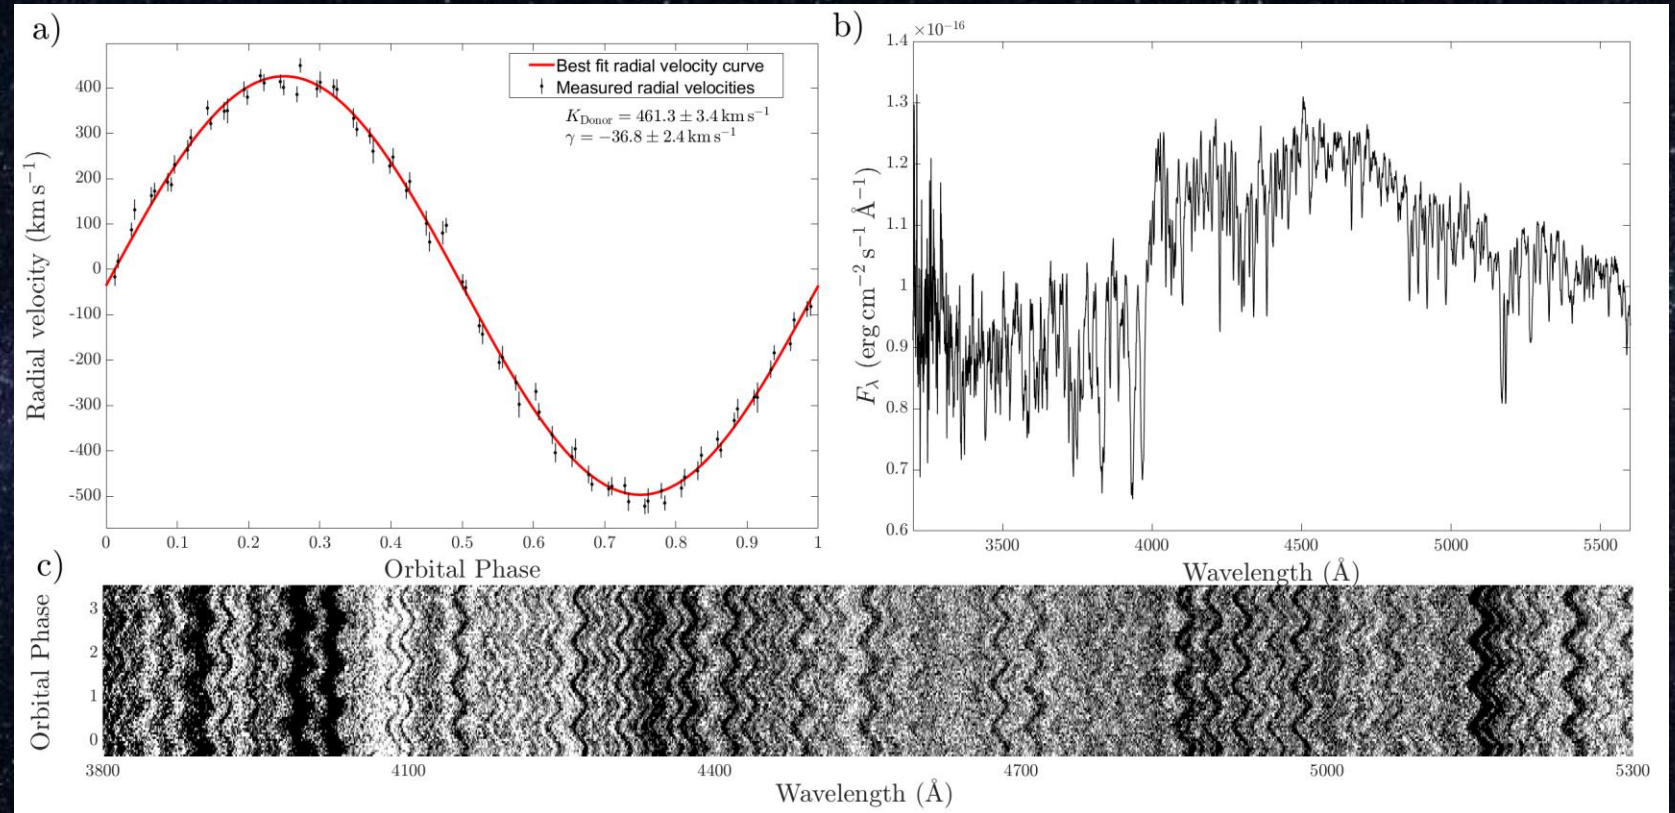 a)
Radial velocity (km s⁻¹)
400
300
200
100
0
-100
-200
-300
-400
-500
Best fit radial velocity curve
Measured radial velocities
K_Donor = 461.3 ± 3.4 km s⁻¹
γ = −36.8 ± 2.4 km s⁻¹
0 0.1 0.2 0.3 0.4 0.5 0.6 0.7 0.8 0.9 1
Orbital Phase
b)
×10⁻¹⁶
F_λ (erg cm⁻² s⁻¹ Å⁻¹)
1.4
1.3
1.2
1.1
1
0.9
0.8
0.7
0.6
3500 4000 4500 5000 5500
Wavelength (Å)
c)
Orbital Phase
3
2
1
0
3800 4100 4400 4700 5000 5300
Wavelength (Å)